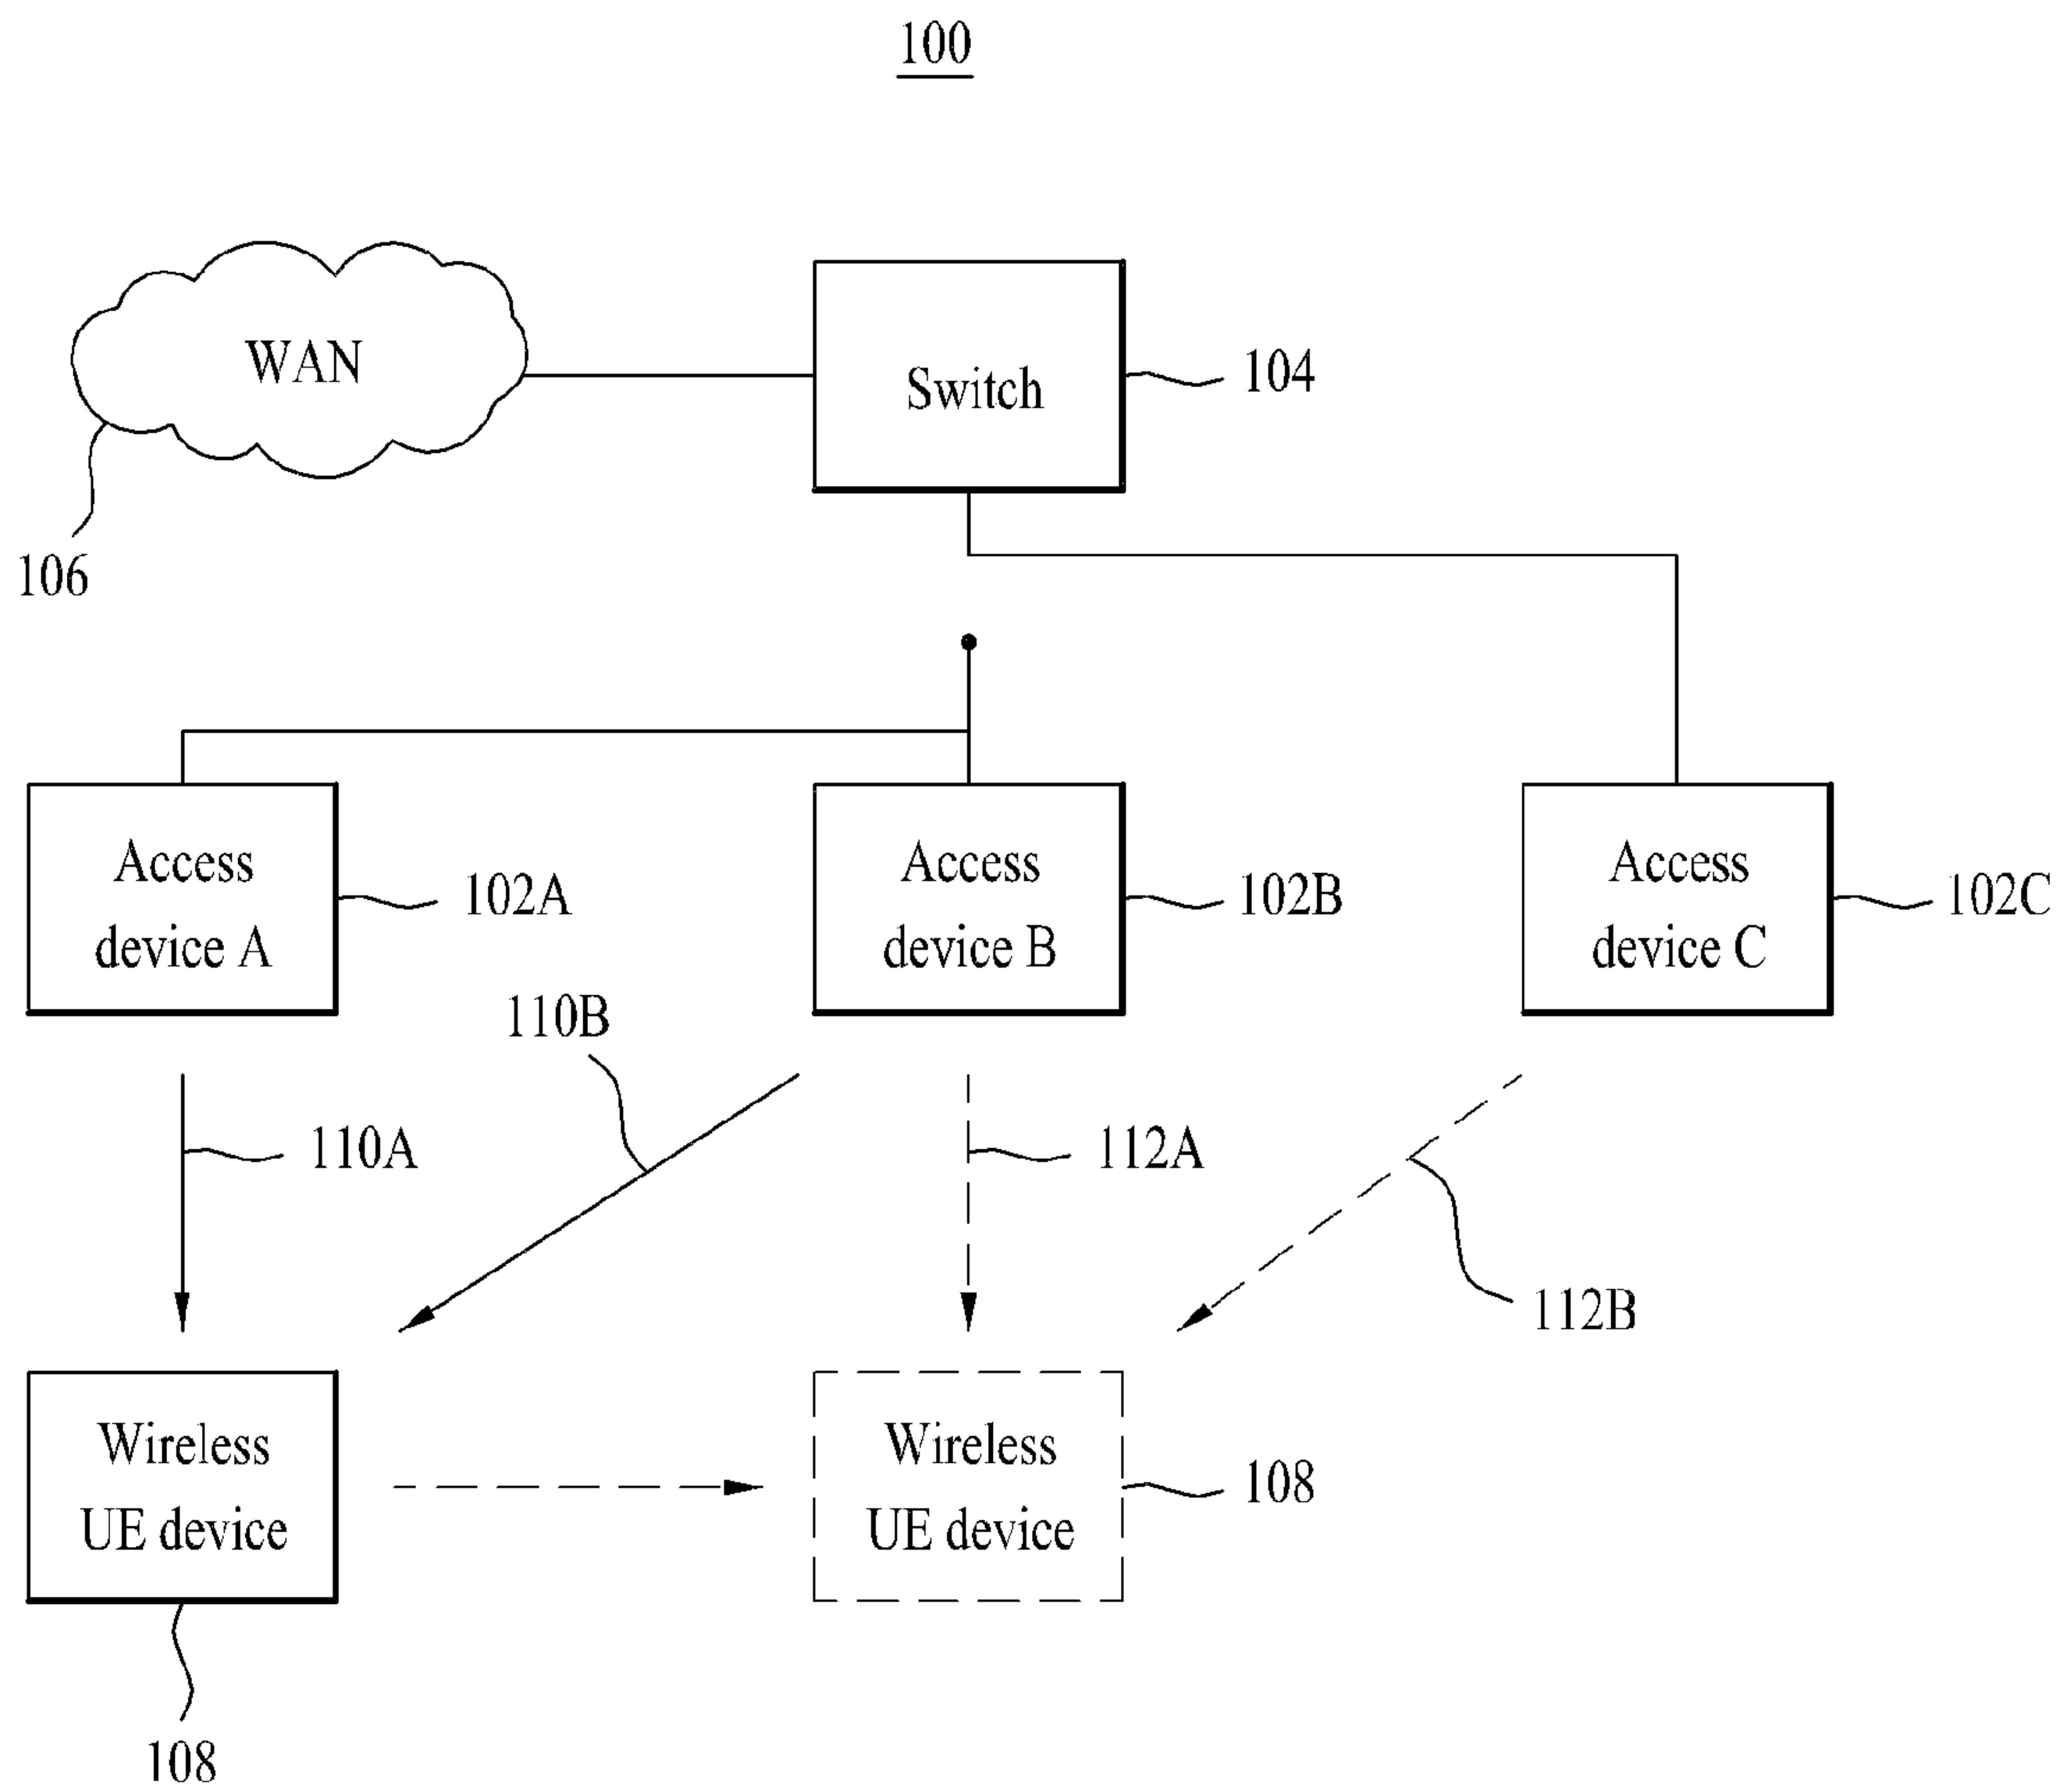 100
WAN
Switch
104
106
Access
device A
102A
Access
device B
102B
Access
device C
102C
110B
110A
112A
112B
Wireless
UE device
Wireless
UE device
108
108